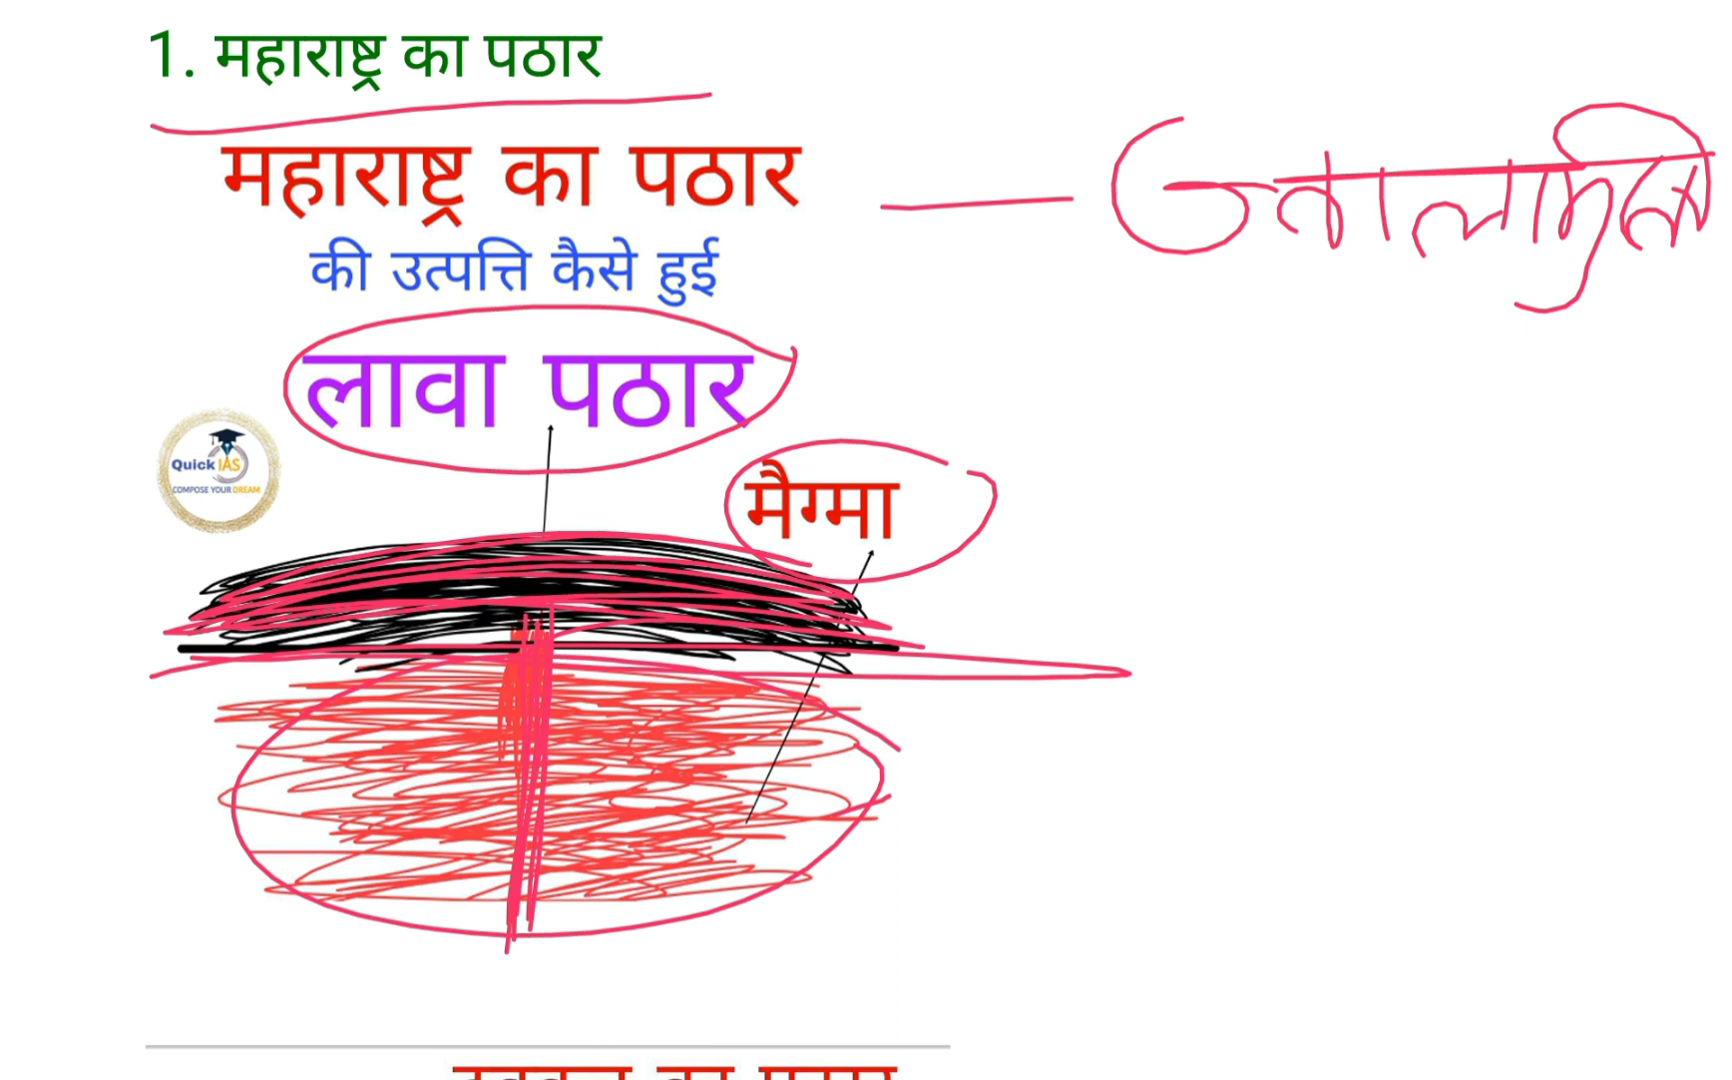 1. महाराष्ट्र का पठार
महाराष्ट्र का पठार — ज्वालामुखी
की उत्पत्ति कैसे हुई
लावा पठार
Quick IAS
COMPOSE YOUR DREAM
मैग्मा